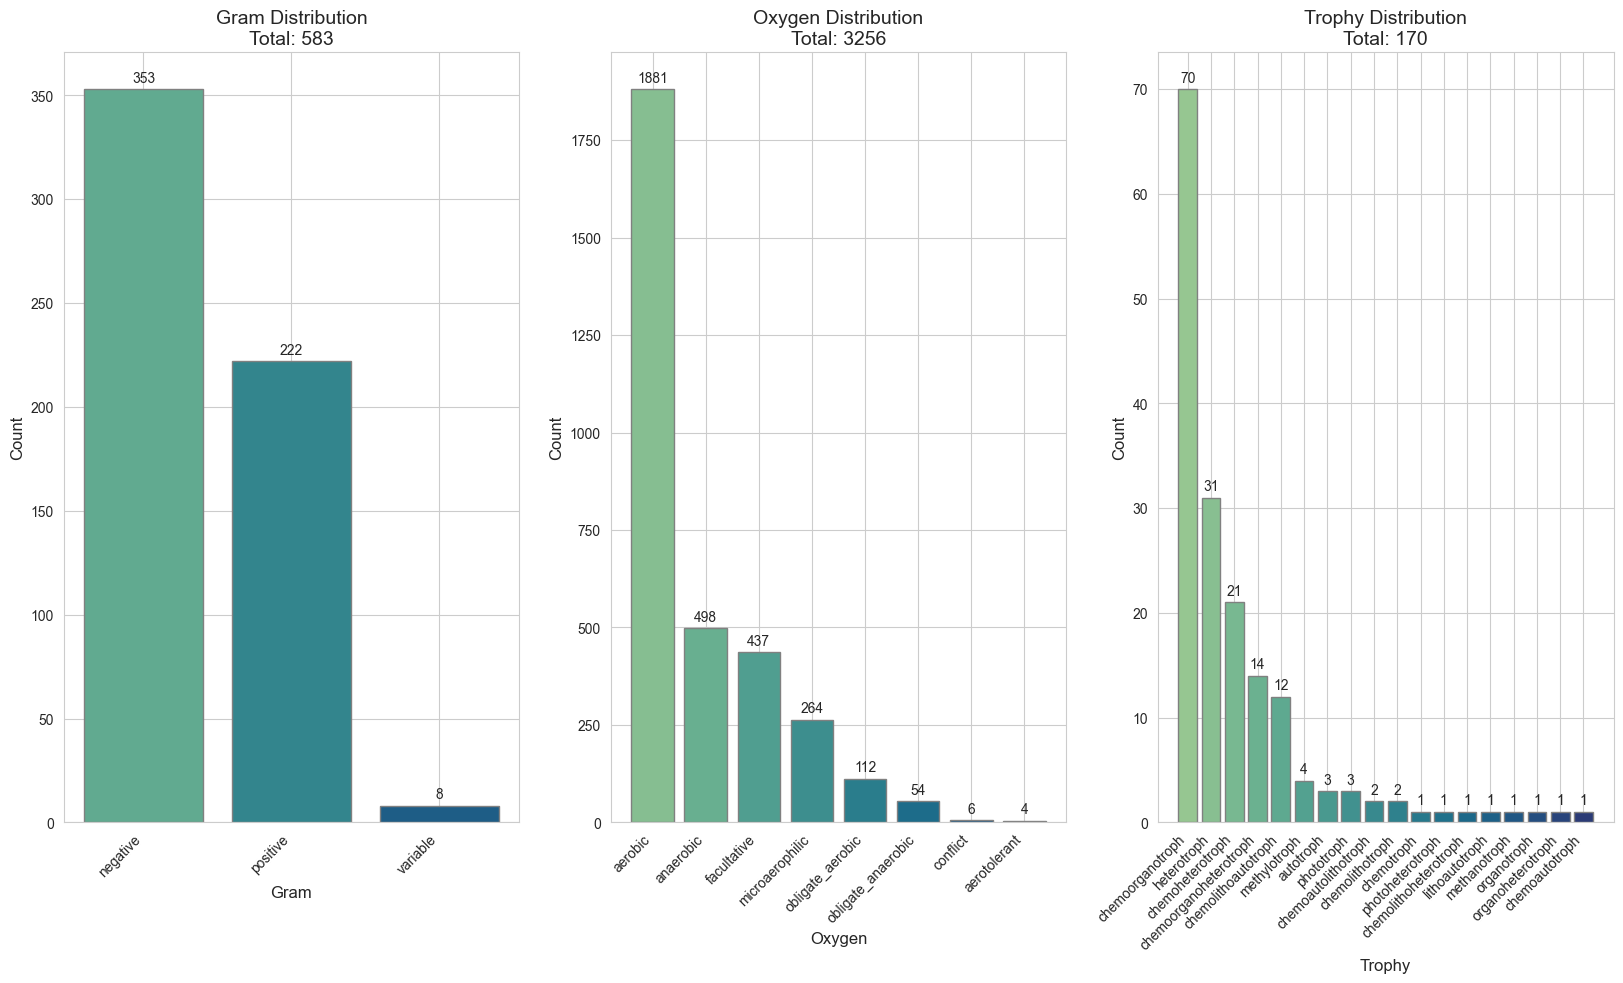 Gram Distribution
Total: 583
353
222
8
350
300
250
200
150
100
50
0
Count
negative
positive
variable
Gram
Oxygen Distribution
Total: 3256
1881
498
437
264
112
54
6
4
1750
1500
1250
1000
750
500
250
0
Count
aerobic
anaerobic
facultative
microaerophilic
obligate_aerobic
obligate_anaerobic
conflict
aerotolerant
Oxygen
Trophy Distribution
Total: 170
70
31
21
14
12
4
3
3
2
2
1
1
1
1
1
1
1
1
70
60
50
40
30
20
10
0
Count
chemoorganotroph
heterotroph
chemoheterotroph
chemoorganoheterotroph
chemolithoautotroph
methylotroph
autotroph
phototroph
chemoautolithotroph
chemolithotroph
chemotroph
photoheterotroph
chemolithoheterotroph
lithoautotroph
methanotroph
organotroph
organoheterotroph
chemoautotroph
Trophy